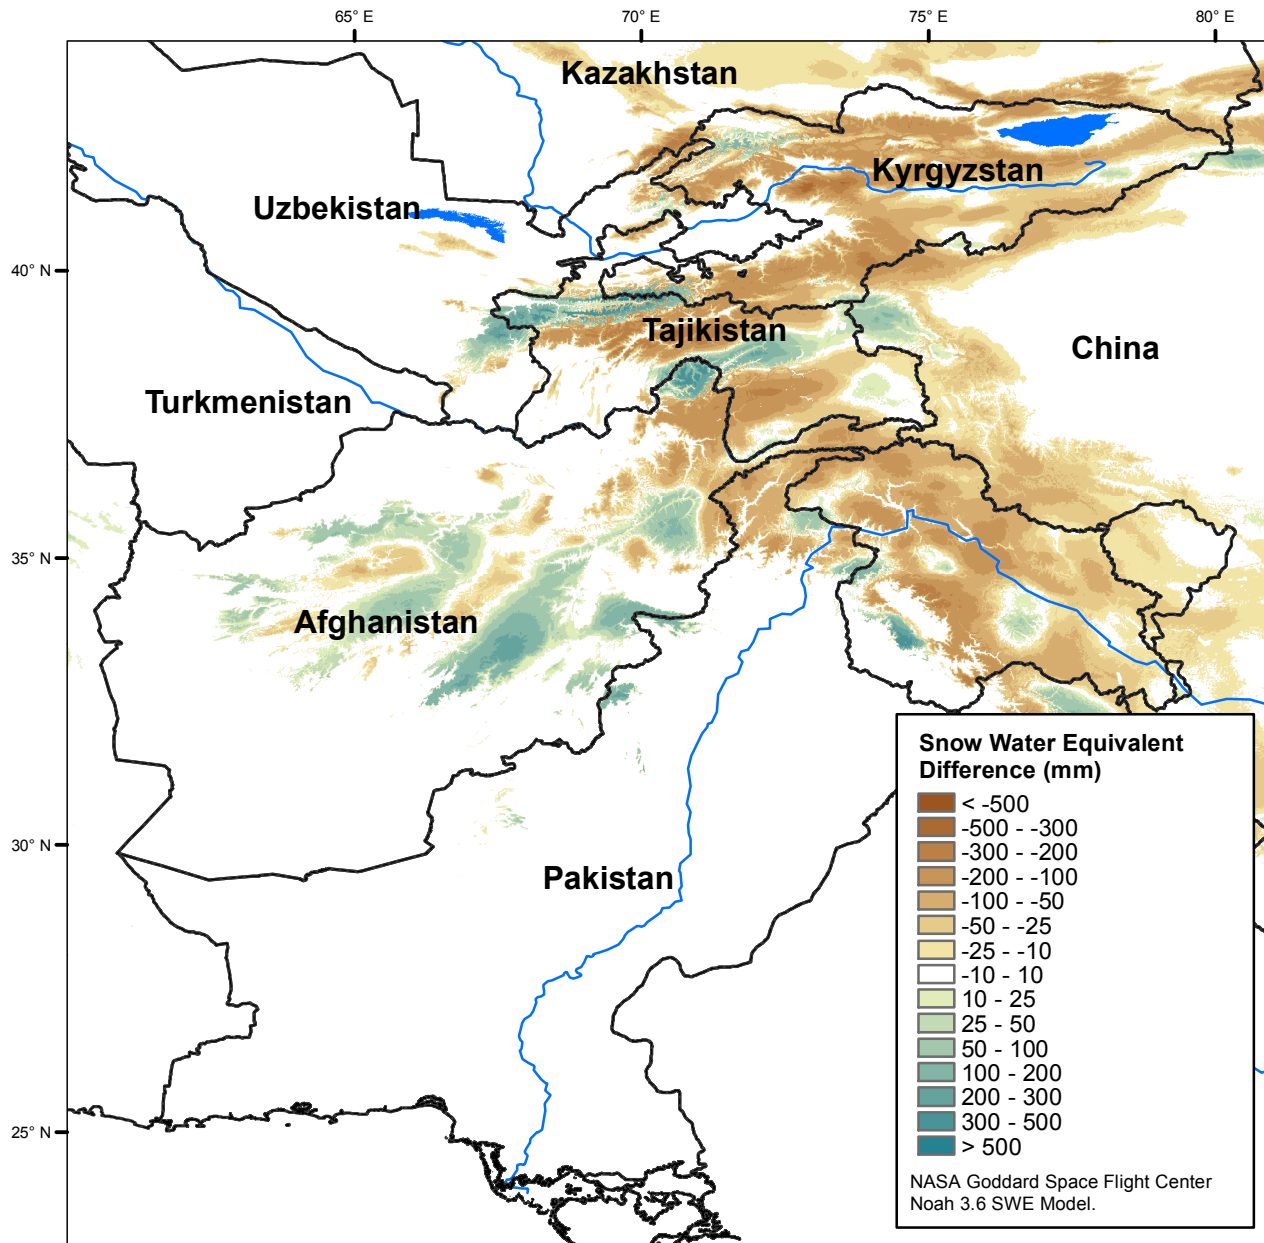 65° E
70° E
75° E
80° E
Kazakhstan
Kyrgyzstan
Uzbekistan
40° N
Tajikistan
China
Turkmenistan
35° N
Afghanistan
30° N
Pakistan
25° N
Snow Water Equivalent
Difference (mm)
< -500
-500 - -300
-300 - -200
-200 - -100
-100 - -50
-50 - -25
-25 - -10
-10 - 10
10 - 25
25 - 50
50 - 100
100 - 200
200 - 300
300 - 500
> 500
NASA Goddard Space Flight Center
Noah 3.6 SWE Model.